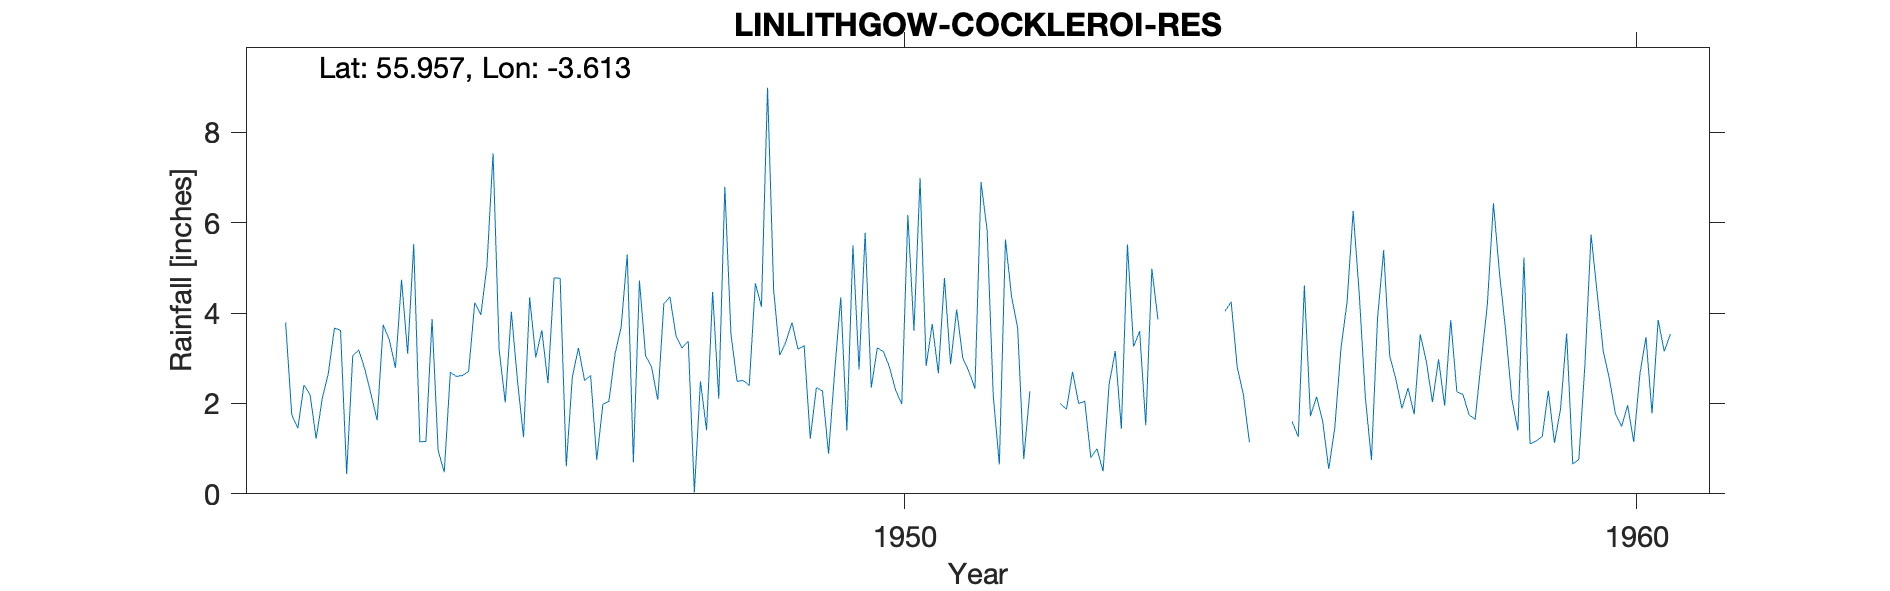 LINLITHGOW-COCKLEROI-RES
Lat: 55.957, Lon: -3.613
8
6
4
2
0
Rainfall [inches]
1950
1960
Year